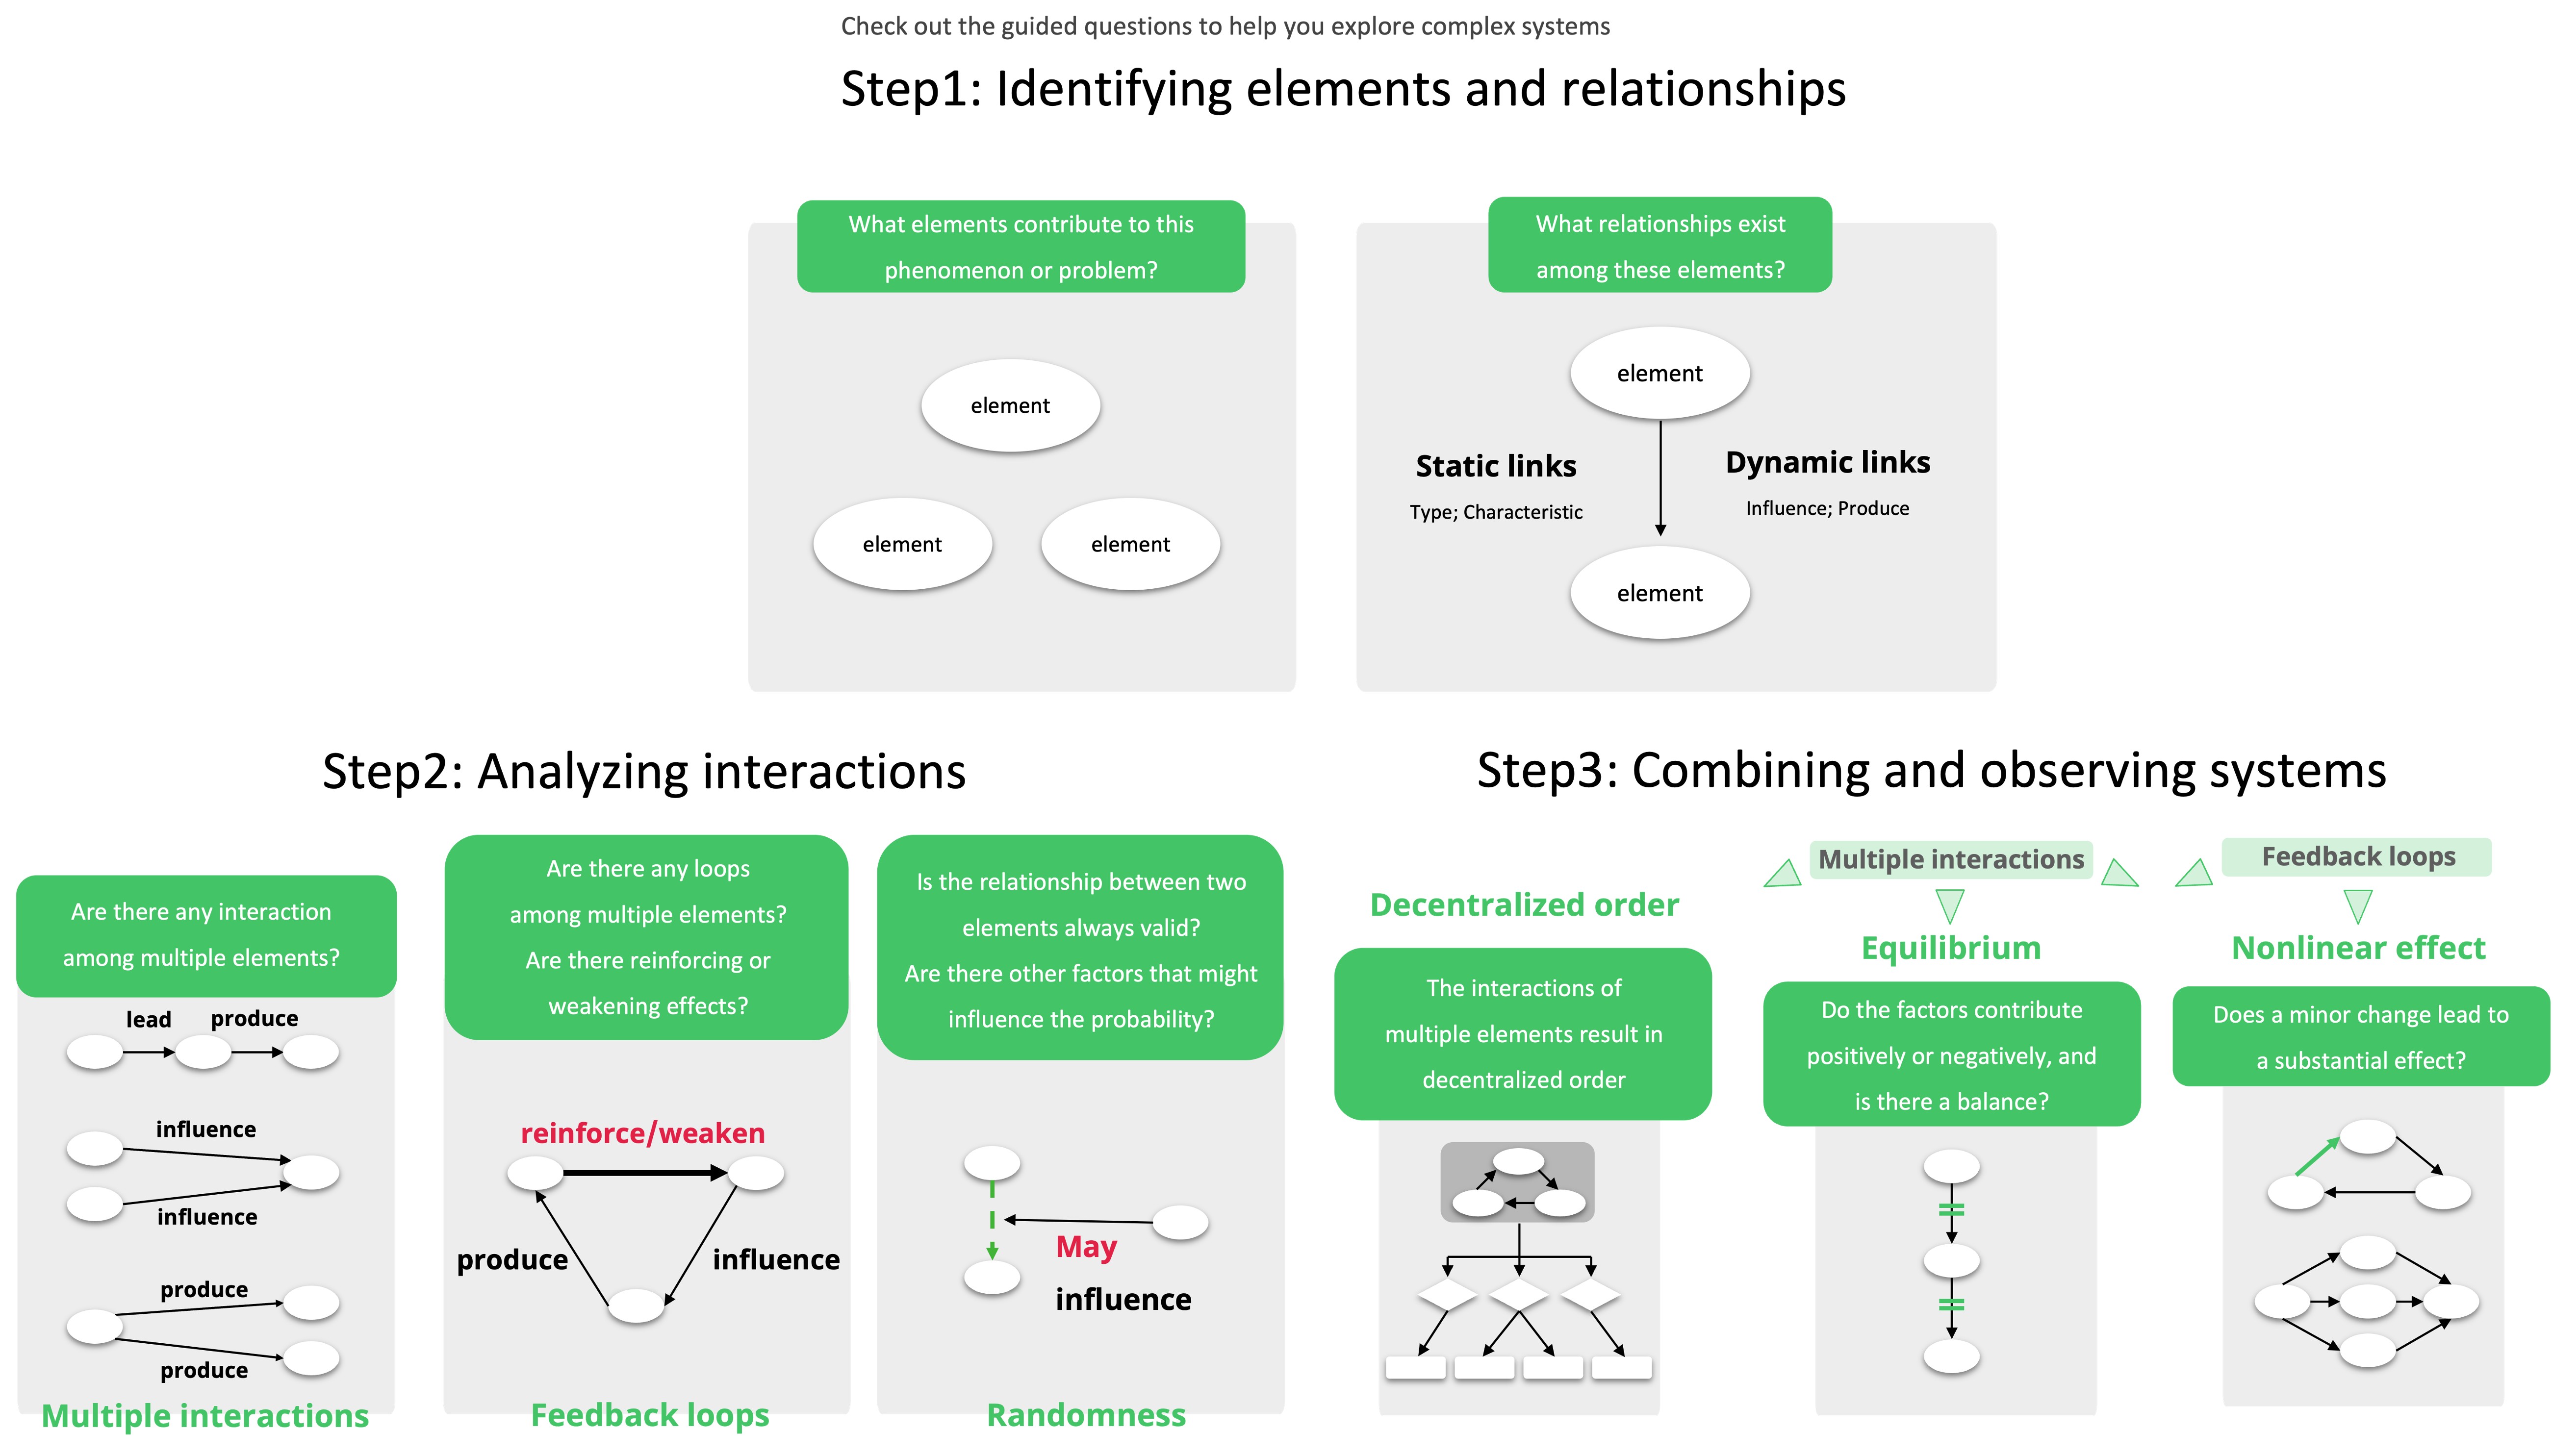 Check out the guided questions to help you explore complex systems
Step1: Identifying elements and relationships
What elements contribute to this
phenomenon or problem?
element
element
element
What relationships exist
among these elements?
element
Static links
Type; Characteristic
Dynamic links
Influence; Produce
element
Step2: Analyzing interactions
Are there any interaction
among multiple elements?
lead
produce
influence
influence
produce
produce
Multiple interactions
Are there any loops
among multiple elements?
Are there reinforcing or
weakening effects?
reinforce/weaken
produce
influence
Feedback loops
Is the relationship between two
elements always valid?
Are there other factors that might
influence the probability?
May
influence
Randomness
Step3: Combining and observing systems
Multiple interactions
Feedback loops
Decentralized order
The interactions of
multiple elements result in
decentralized order
Equilibrium
Do the factors contribute
positively or negatively, and
is there a balance?
Nonlinear effect
Does a minor change lead to
a substantial effect?